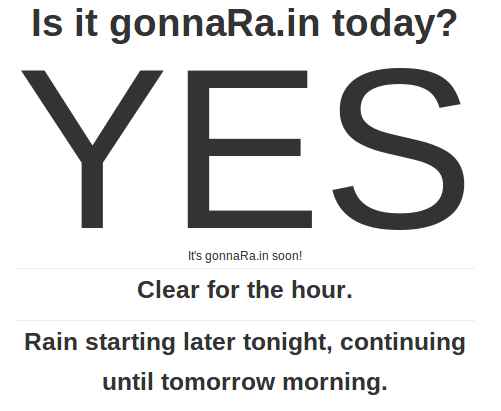 Is it gonnaRa.in today?
YES
It's gonnaRa.in soon!
Clear for the hour.
Rain starting later tonight, continuing
until tomorrow morning.